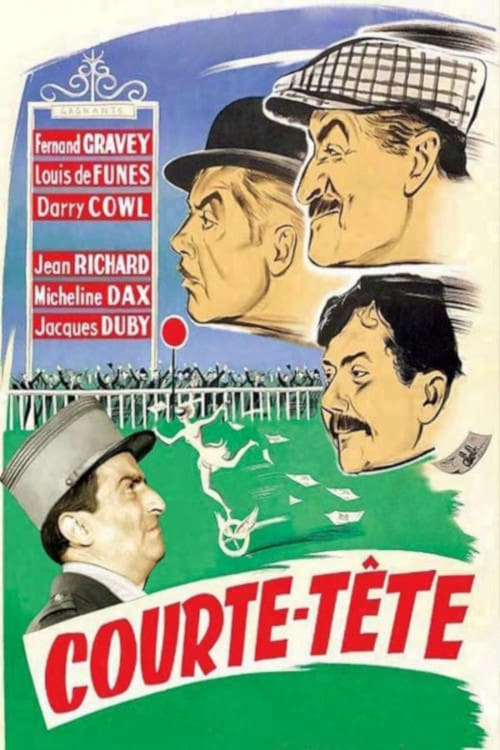 GAGNANTS
Fernand GRAVEY
Louis de FUNES
Darry COWL
Jean RICHARD
Micheline DAX
Jacques DUBY
COURTE-TÊTE